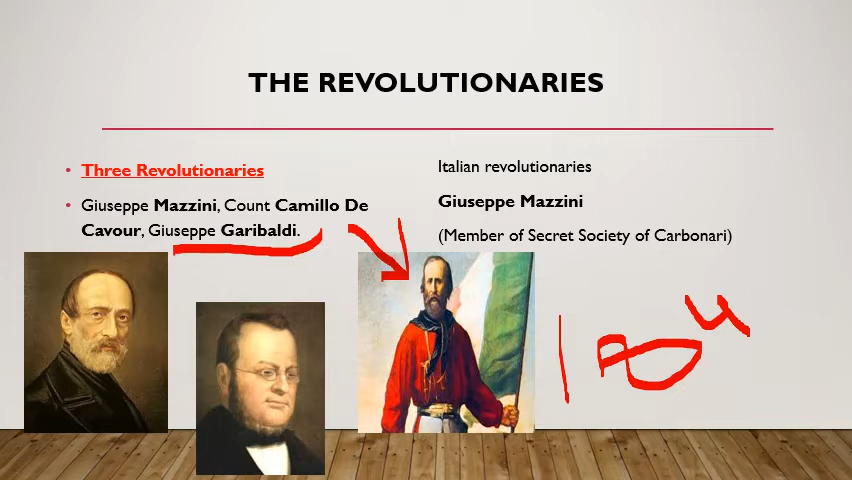 THE REVOLUTIONARIES
• Three Revolutionaries
• Giuseppe Mazzini, Count Camillo De
Cavour, Giuseppe Garibaldi.
Italian revolutionaries
Giuseppe Mazzini
(Member of Secret Society of Carbonari)